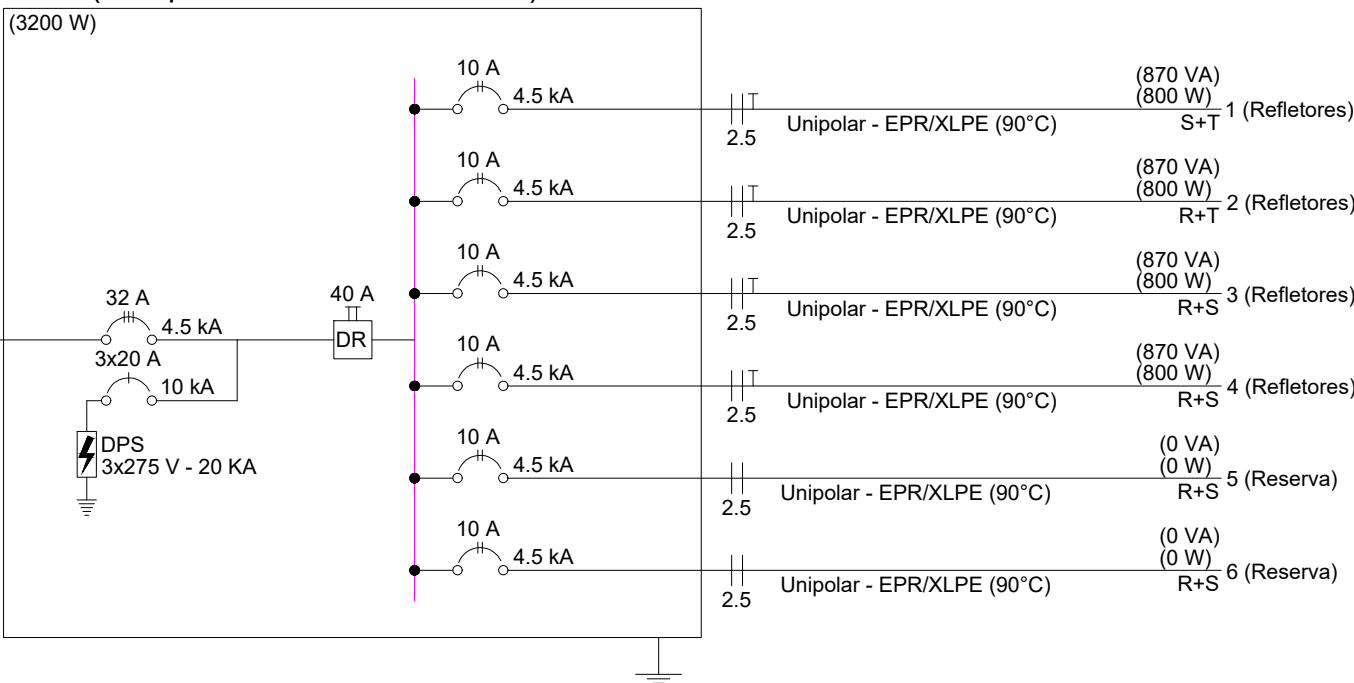 (3200 W)
10 A
4.5 kA
2.5
T
Unipolar - EPR/XLPE (90°C)
(870 VA)
(800 W)
S+T
1 (Refletores)
10 A
4.5 kA
2.5
T
Unipolar - EPR/XLPE (90°C)
(870 VA)
(800 W)
R+T
2 (Refletores)
10 A
4.5 kA
2.5
T
Unipolar - EPR/XLPE (90°C)
(870 VA)
(800 W)
R+S
3 (Refletores)
32 A
4.5 kA
3x20 A
10 kA
DPS
3x275 V - 20 KA
40 A
DR
10 A
4.5 kA
2.5
T
Unipolar - EPR/XLPE (90°C)
(870 VA)
(800 W)
R+S
4 (Refletores)
10 A
4.5 kA
2.5
Unipolar - EPR/XLPE (90°C)
(0 VA)
(0 W)
R+S
5 (Reserva)
10 A
4.5 kA
2.5
Unipolar - EPR/XLPE (90°C)
(0 VA)
(0 W)
R+S
6 (Reserva)